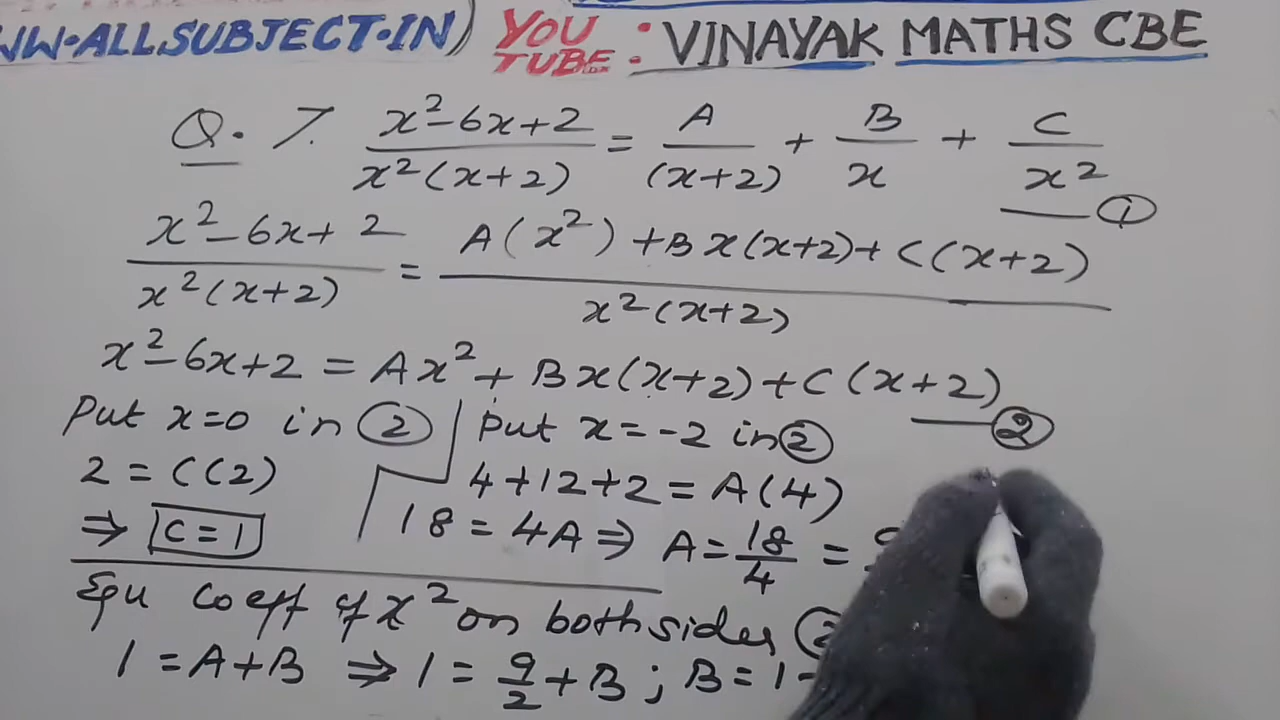 WW.ALLSUBJECT.IN) YOU TUBE : VINAYAK MATHS CBE
Q. 7. (x²-6x+2)/(x²(x+2)) = A/(x+2) + B/x + C/x² —①
(x²-6x+2)/(x²(x+2)) = (A(x²)+Bx(x+2)+C(x+2))/(x²(x+2))
x²-6x+2 = Ax²+Bx(x+2)+C(x+2) —②
Put x=0 in ②
2 = C(2)
⇒ C=1
Put x=-2 in ②
4+12+2 = A(4)
18 = 4A ⇒ A = 18/4 =
Equ coeff of x² on both sides ②
1 = A+B ⇒ 1 = 9/2 + B ; B = 1-